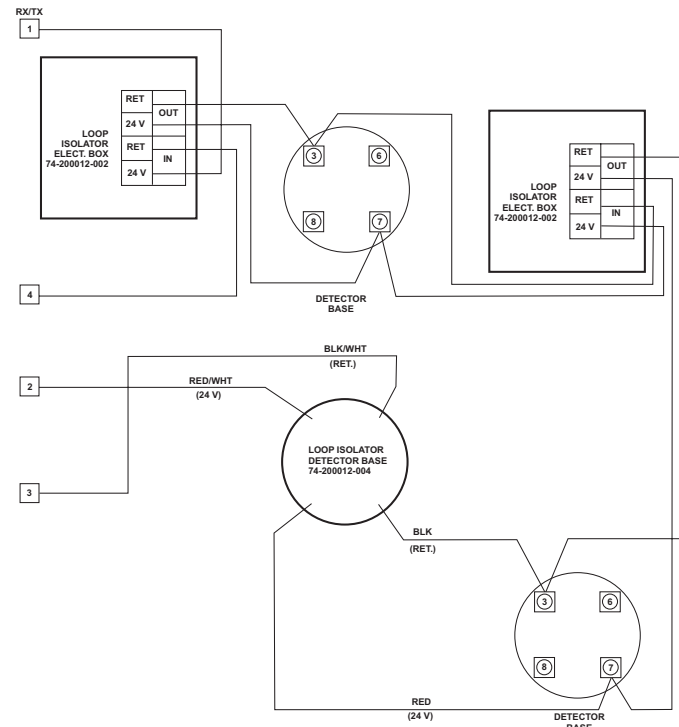 RX/TX
1
LOOP
ISOLATOR
ELECT. BOX
74-200012-002
RET
24 V
RET
24 V
OUT
IN
3
6
8
7
DETECTOR
BASE
LOOP
ISOLATOR
ELECT. BOX
74-200012-002
RET
24 V
RET
24 V
OUT
IN
4
BLK/WHT
(RET.)
2
RED/WHT
(24 V)
LOOP ISOLATOR
DETECTOR BASE
74-200012-004
3
BLK
(RET.)
3
6
8
7
RED
(24 V)
DETECTOR
BASE